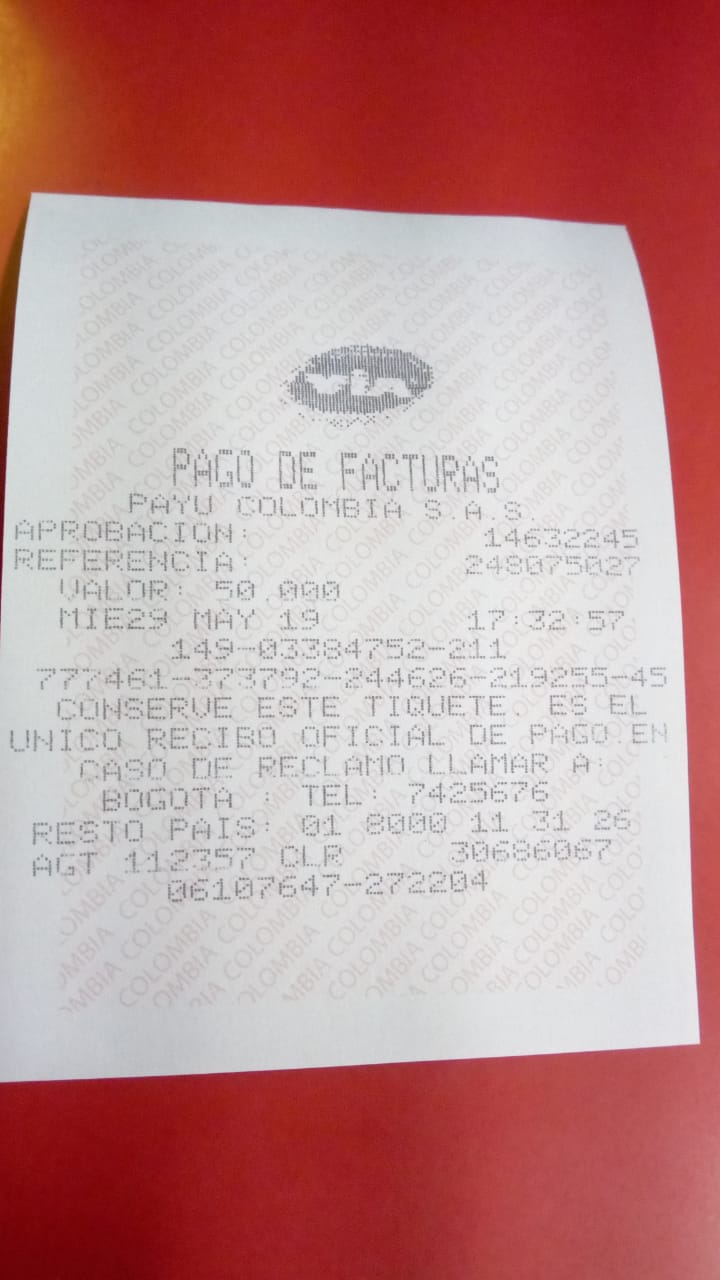 VÍA
PAGO DE FACTURAS
PAYU COLOMBIA S.A.S.
APROBACION: 14632245
REFERENCIA: 248075027
VALOR: 50.000
MIE29 MAY 19 17:32:57
149-03384752-211
777461-373792-244626-219255-45
CONSERVE ESTE TIQUETE. ES EL
UNICO RECIBO OFICIAL DE PAGO.EN
CASO DE RECLAMO LLAMAR A:
BOGOTA : TEL: 7425676
RESTO PAIS: 01 8000 11 31 26
AGT 112357 CLR 30686067
06107647-272204